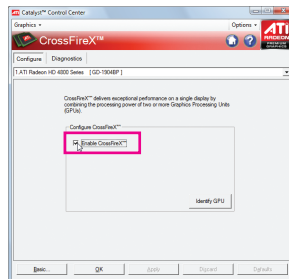 Catalyst™ Control Center
Graphics Options
ATI
RADEON
PREMIUM
GRAPHICS
CrossFireX™
Configure Diagnostics
1.ATI Radeon HD 4800 Series [GD-1904BP]
CrossFireX™ delivers exceptional performance on a single display by
combining the processing power of two or more Graphics Processing Units
(GPUs).
Configure CrossFireX™
Enable CrossFireX™
Identify GPU
Basic... OK Apply Discard Defaults